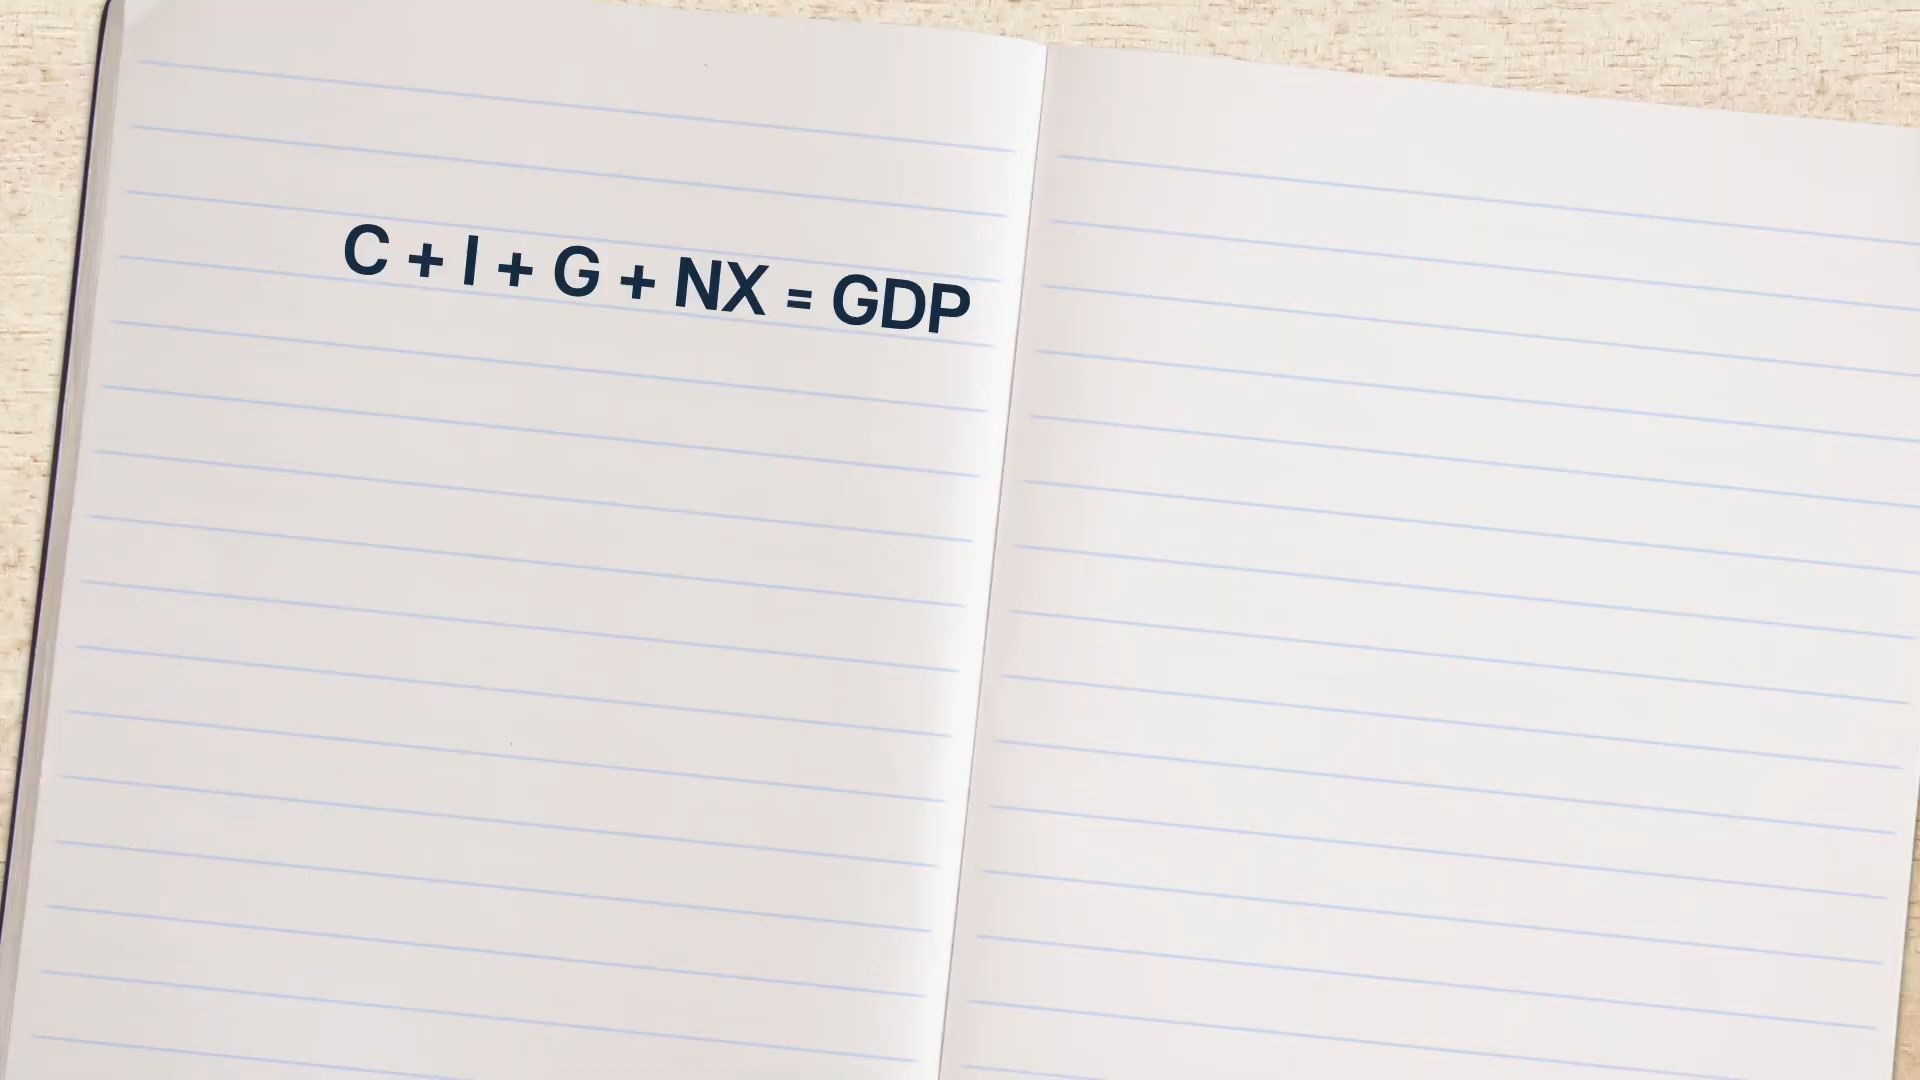 C + I + G + NX = GDP